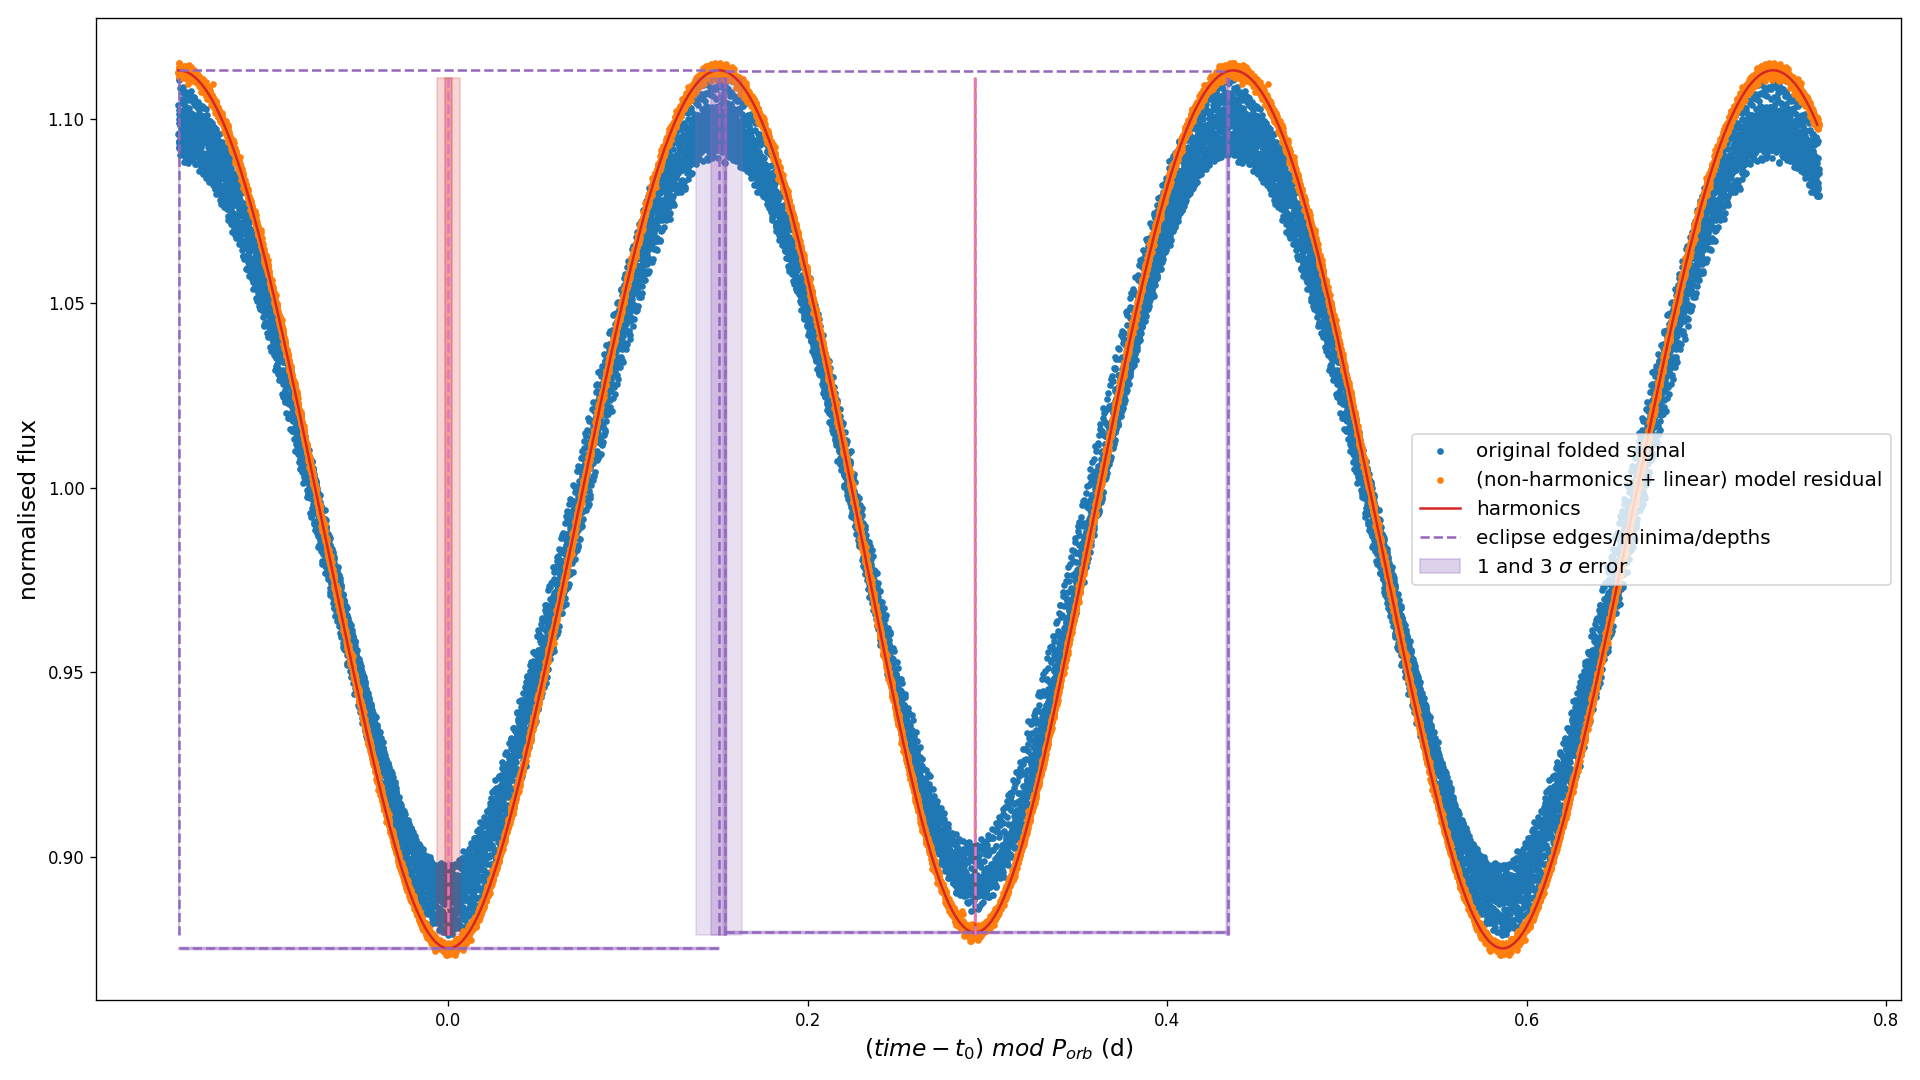 1.10
1.05
1.00
0.95
0.90
normalised flux
original folded signal
(non-harmonics + linear) model residual
harmonics
eclipse edges/minima/depths
1 and 3 σ error
0.0 0.2 0.4 0.6 0.8
(time − t₀) mod P_orb (d)